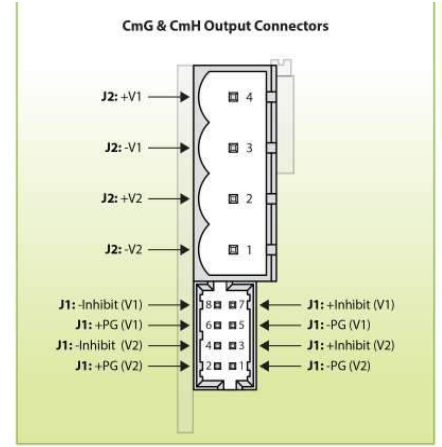 CmG & CmH Output Connectors
J2: +V1 4
J2: -V1 3
J2: +V2 2
J2: -V2 1
J1: -Inhibit (V1) 8 7 J1: +Inhibit (V1)
J1: +PG (V1) 6 5 J1: -PG (V1)
J1: -Inhibit (V2) 4 3 J1: +Inhibit (V2)
J1: +PG (V2) 2 1 J1: -PG (V2)